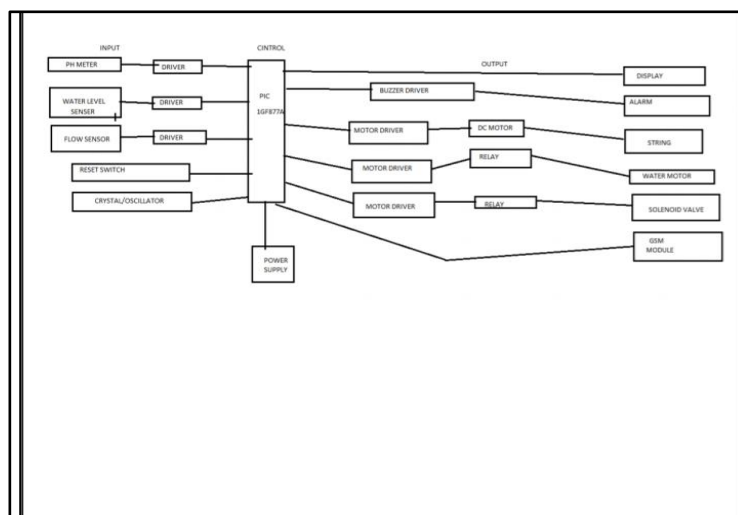 INPUT
CINTROL
OUTPUT
PH METER
DRIVER
PIC
1GF877A
DISPLAY
WATER LEVEL
SENSER
DRIVER
BUZZER DRIVER
ALARM
FLOW SENSOR
DRIVER
MOTOR DRIVER
DC MOTOR
STRING
RESET SWITCH
MOTOR DRIVER
RELAY
WATER MOTOR
CRYSTAL/OSCILLATOR
MOTOR DRIVER
RELAY
SOLENOID VALVE
POWER
SUPPLY
GSM
MODULE